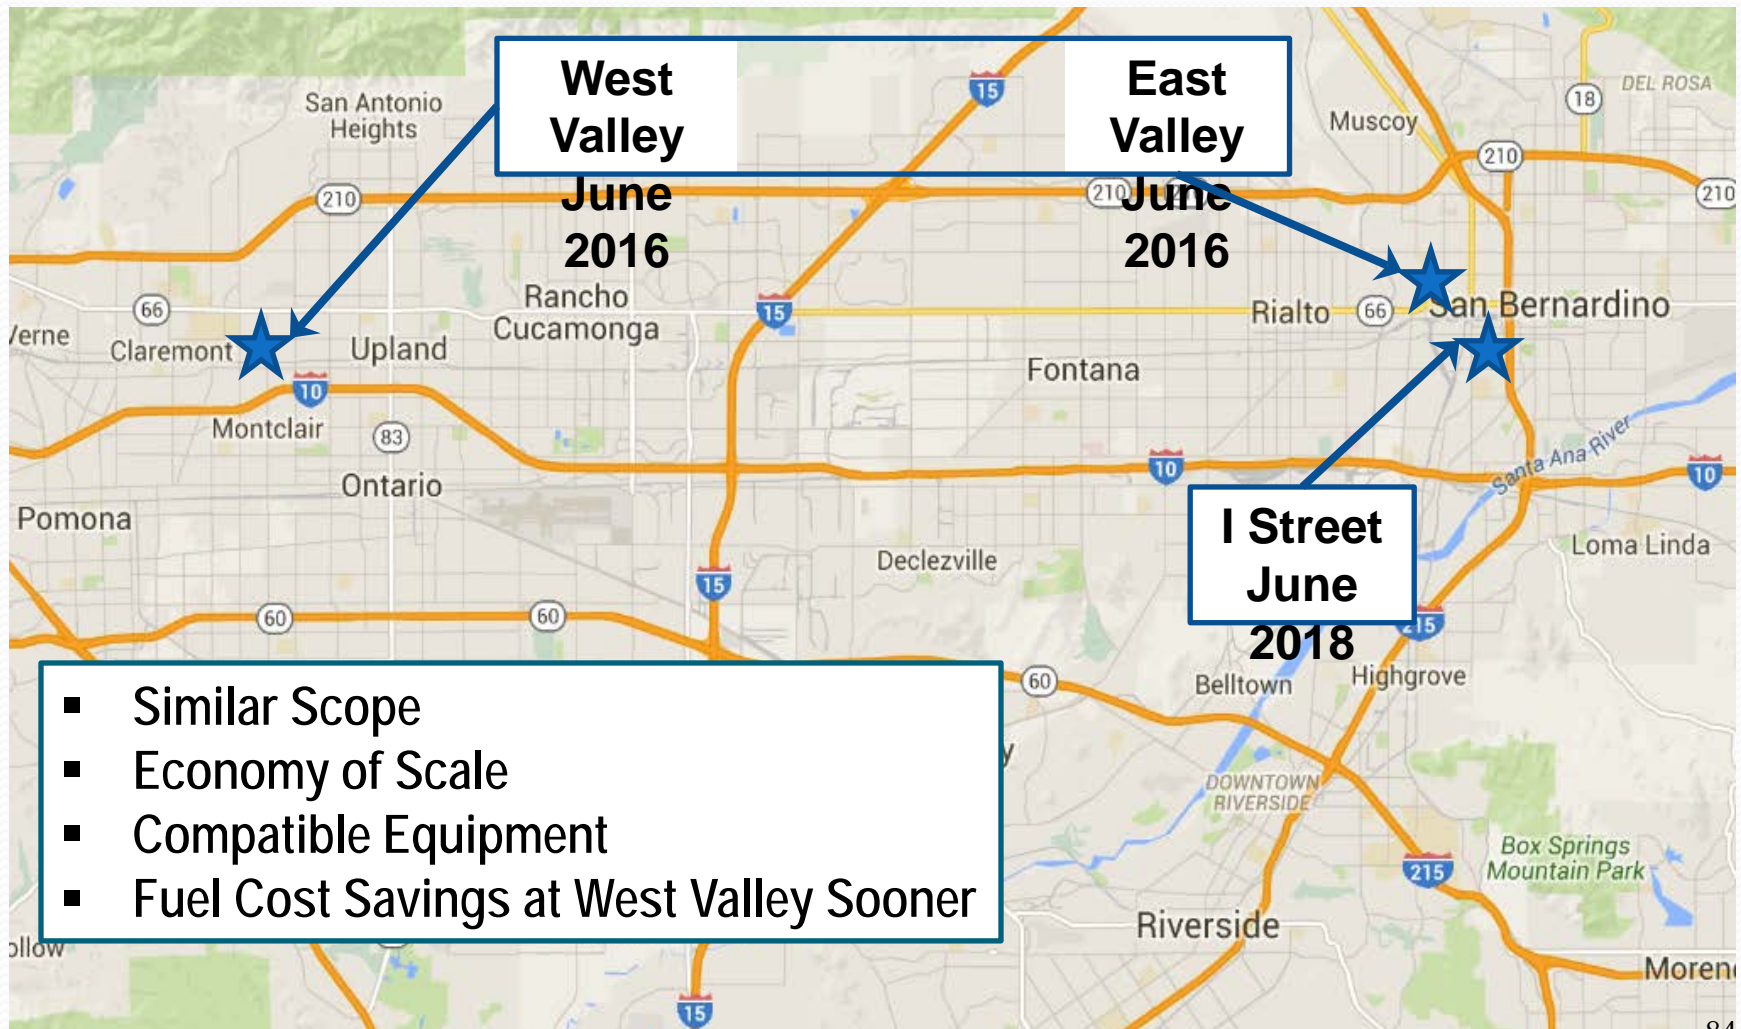 West
Valley
June
2016
East
Valley
June
2016
15
18
DEL ROSA
San Antonio
Heights
Muscoy
210
210
210
210
66
Rancho
Cucamonga
15
Rialto
66
San Bernardino
Claremont
Upland
Fontana
10
Montclair
83
10
10
Santa Ana River
Ontario
Pomona
I Street
June
2018
Declezville
Loma Linda
15
60
60
215
60
Belltown
Highgrove
▪ Similar Scope
▪ Economy of Scale
▪ Compatible Equipment
▪ Fuel Cost Savings at West Valley Sooner
DOWNTOWN
RIVERSIDE
Box Springs
Mountain Park
215
Riverside
15